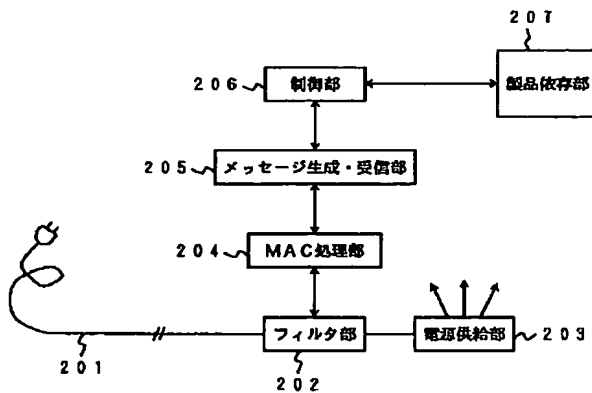 207
206
制御部
製品依存部
205
メッセージ生成・受信部
204
MAC処理部
フィルタ部
電源供給部
203
201
202